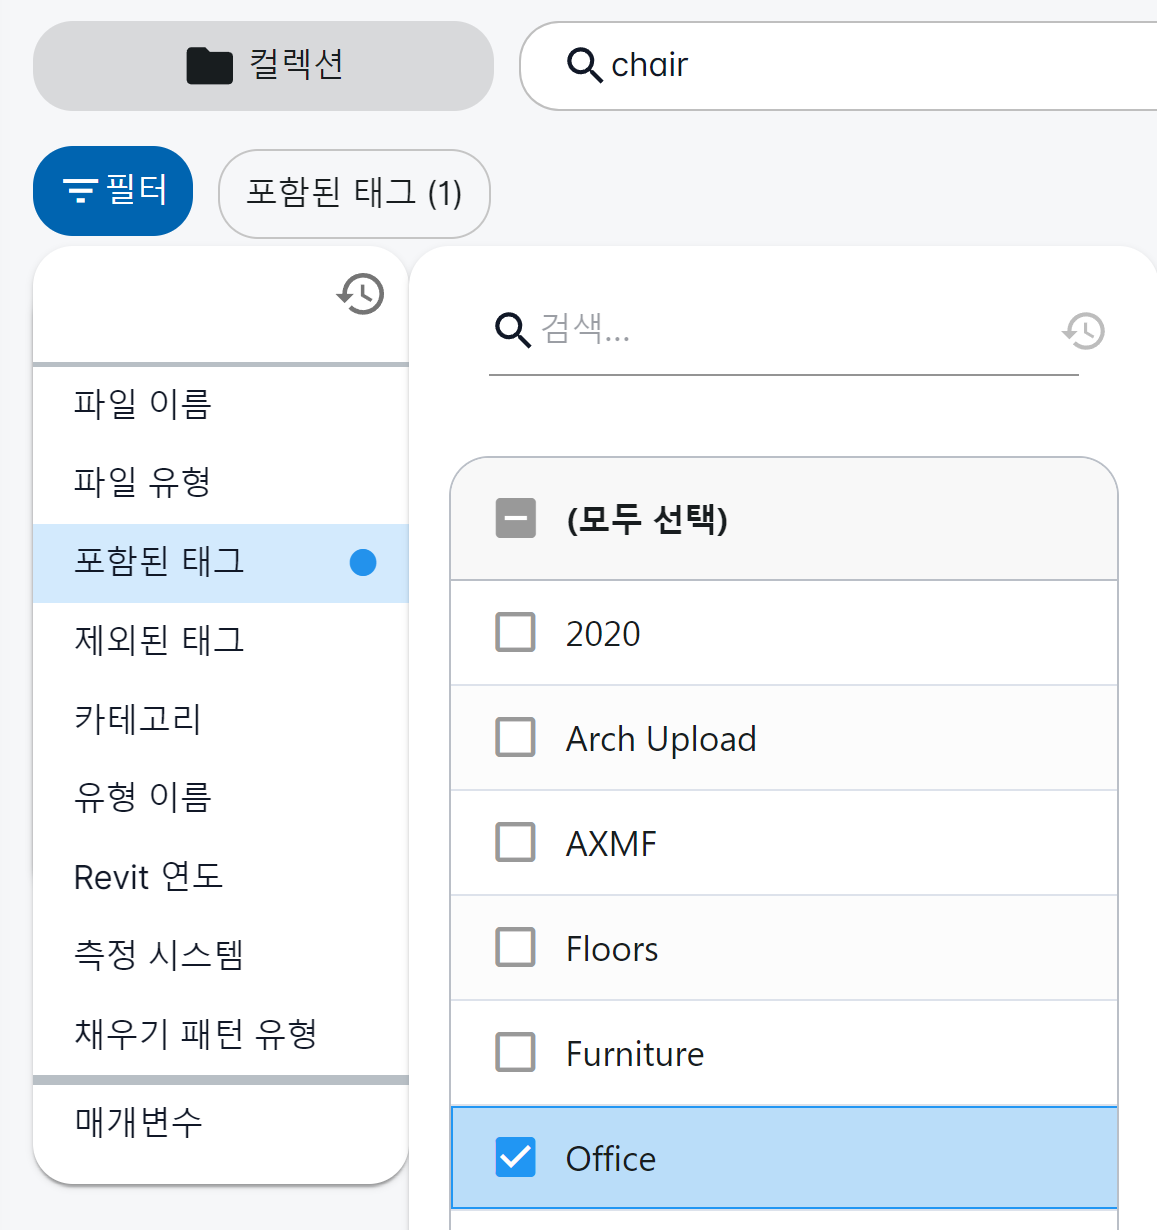 컬렉션
chair
필터
포함된 태그 (1)
파일 이름
파일 유형
포함된 태그
제외된 태그
카테고리
유형 이름
Revit 연도
측정 시스템
채우기 패턴 유형
매개변수
검색...
(모두 선택)
2020
Arch Upload
AXMF
Floors
Furniture
Office